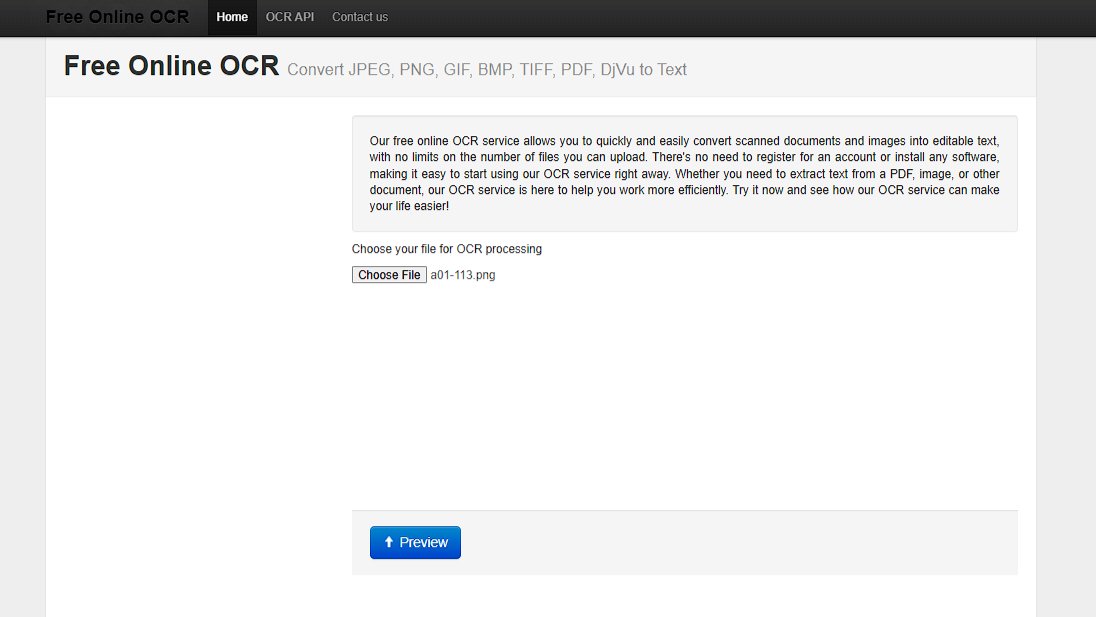 Free Online OCR Home OCR API Contact us
Free Online OCR Convert JPEG, PNG, GIF, BMP, TIFF, PDF, DjVu to Text
Our free online OCR service allows you to quickly and easily convert scanned documents and images into editable text,
with no limits on the number of files you can upload. There's no need to register for an account or install any software,
making it easy to start using our OCR service right away. Whether you need to extract text from a PDF, image, or other
document, our OCR service is here to help you work more efficiently. Try it now and see how our OCR service can make
your life easier!
Choose your file for OCR processing
Choose File a01-113.png
Preview